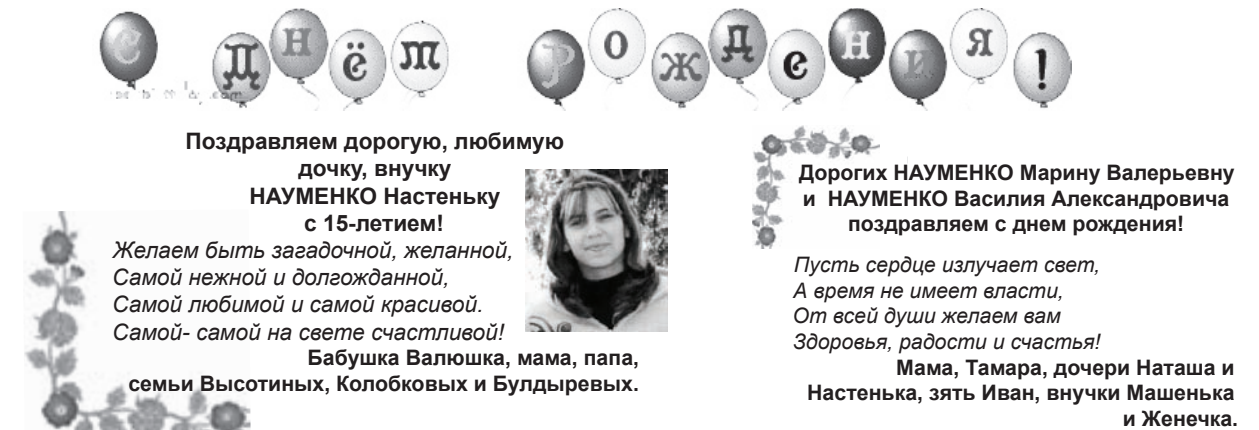 С Днём Рождения!
Поздравляем дорогую, любимую
дочку, внучку
НАУМЕНКО Настеньку
с 15-летием!
Желаем быть загадочной, желанной,
Самой нежной и долгожданной,
Самой любимой и самой красивой.
Самой- самой на свете счастливой!
Бабушка Валюшка, мама, папа,
семьи Высотиных, Колобковых и Булдыревых.
Дорогих НАУМЕНКО Марину Валерьевну
и НАУМЕНКО Василия Александровича
поздравляем с днем рождения!
Пусть сердце излучает свет,
А время не имеет власти,
От всей души желаем вам
Здоровья, радости и счастья!
Мама, Тамара, дочери Наташа и
Настенька, зять Иван, внучки Машенька
и Женечка.